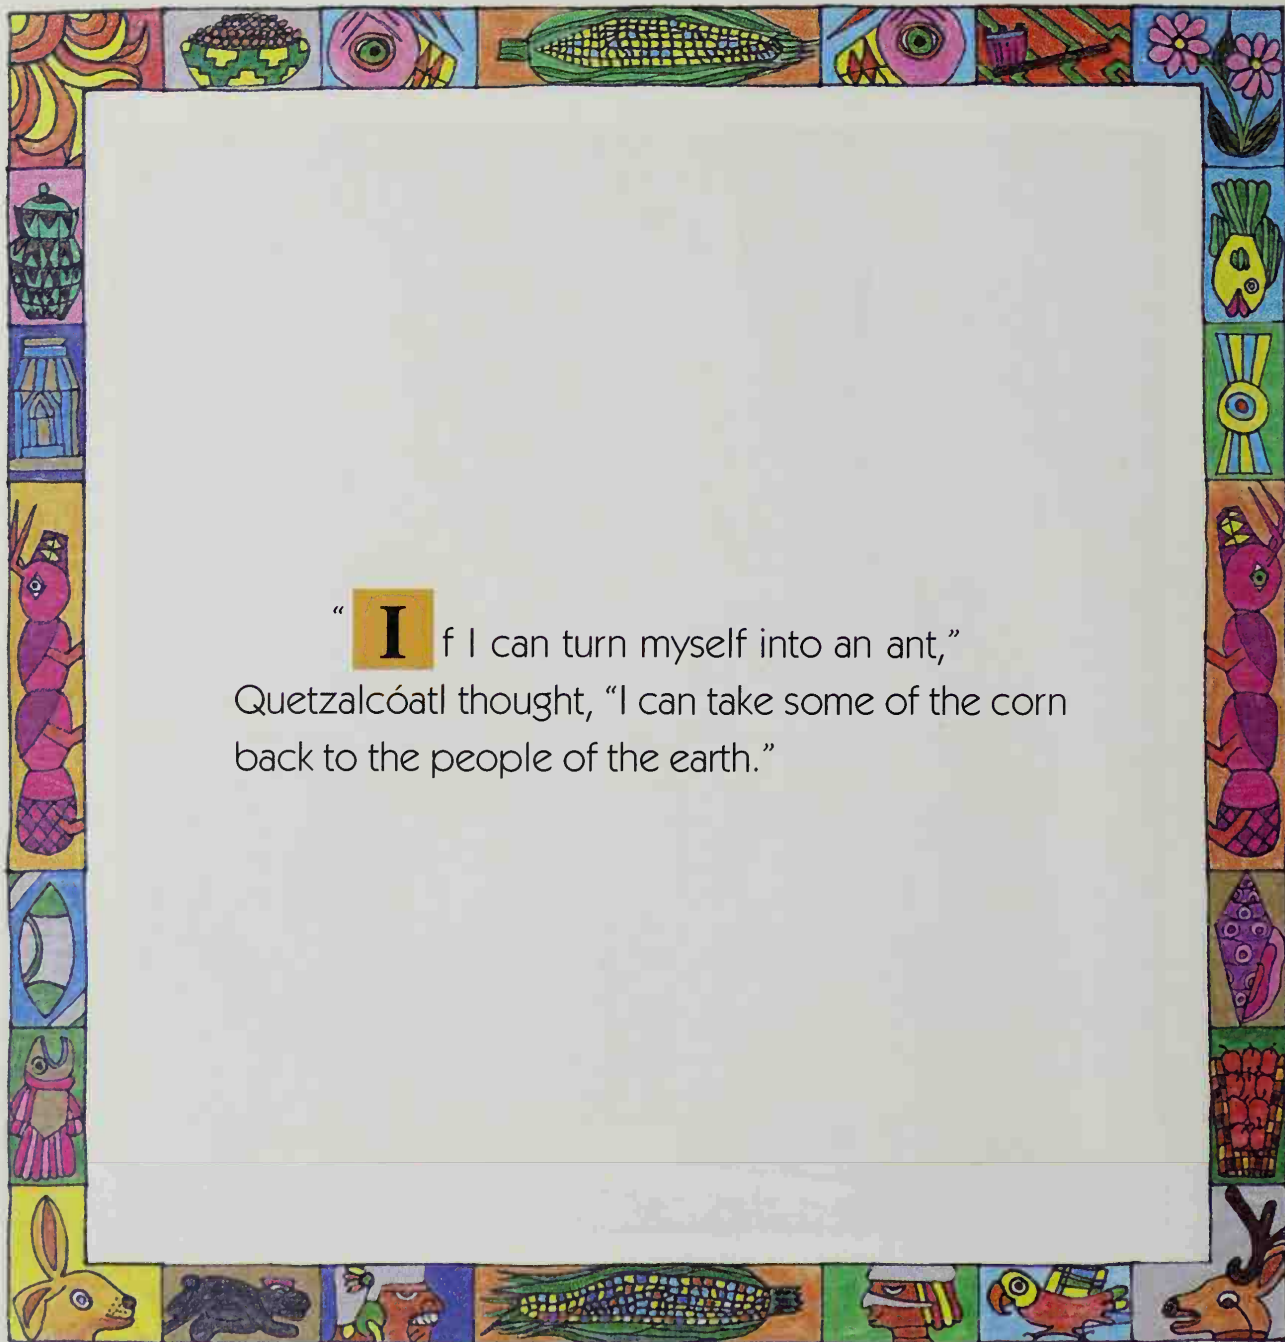 “If I can turn myself into an ant,”
Quetzalcóatl thought, “I can take some of the corn
back to the people of the earth.”